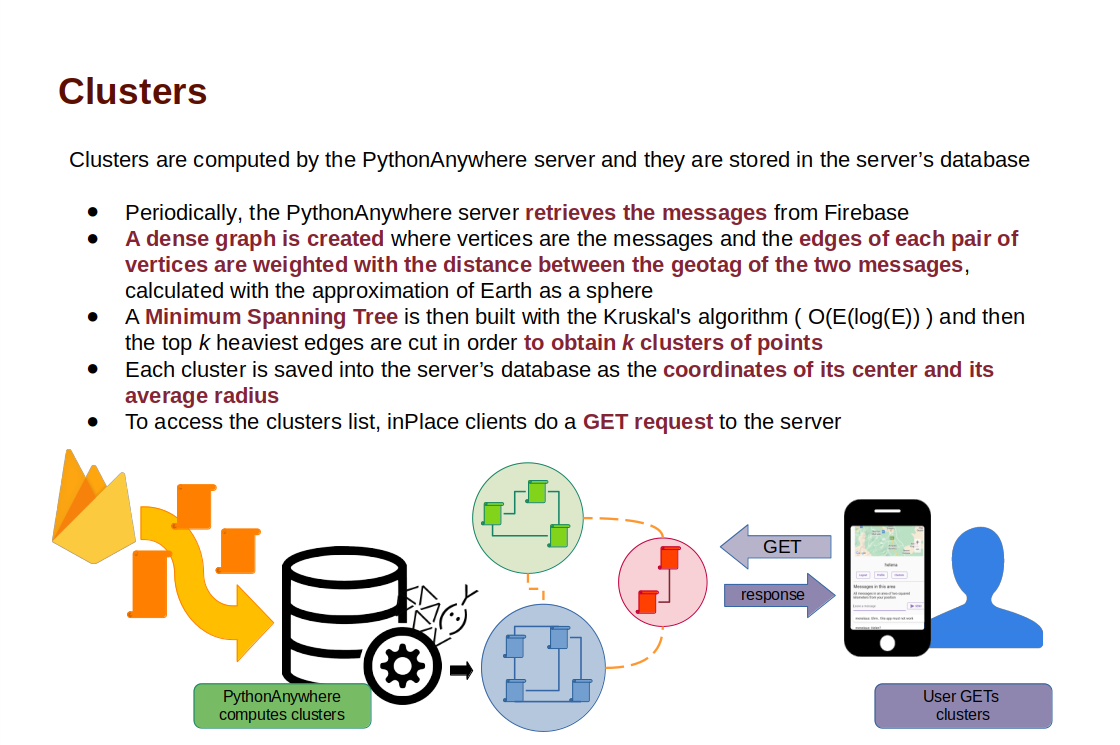 Clusters
Clusters are computed by the PythonAnywhere server and they are stored in the server’s database
● Periodically, the PythonAnywhere server retrieves the messages from Firebase
● A dense graph is created where vertices are the messages and the edges of each pair of
vertices are weighted with the distance between the geotag of the two messages,
calculated with the approximation of Earth as a sphere
● A Minimum Spanning Tree is then built with the Kruskal's algorithm ( O(E(log(E)) ) and then
the top k heaviest edges are cut in order to obtain k clusters of points
● Each cluster is saved into the server’s database as the coordinates of its center and its
average radius
● To access the clusters list, inPlace clients do a GET request to the server
GET
response
Messages in this area
PythonAnywhere
computes clusters
User GETs
clusters